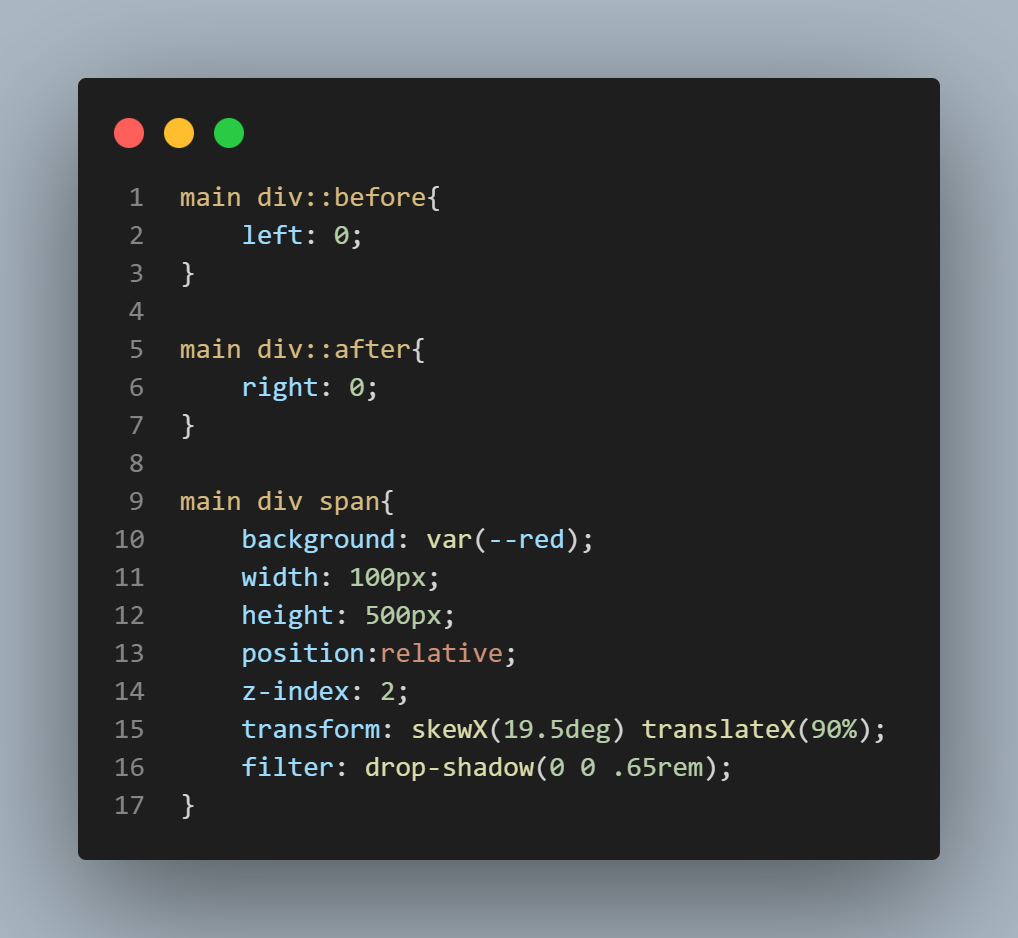 1 main div::before{
2     left: 0;
3 }
4
5 main div::after{
6     right: 0;
7 }
8
9 main div span{
10     background: var(--red);
11     width: 100px;
12     height: 500px;
13     position:relative;
14     z-index: 2;
15     transform: skewX(19.5deg) translateX(90%);
16     filter: drop-shadow(0 0 .65rem);
17 }